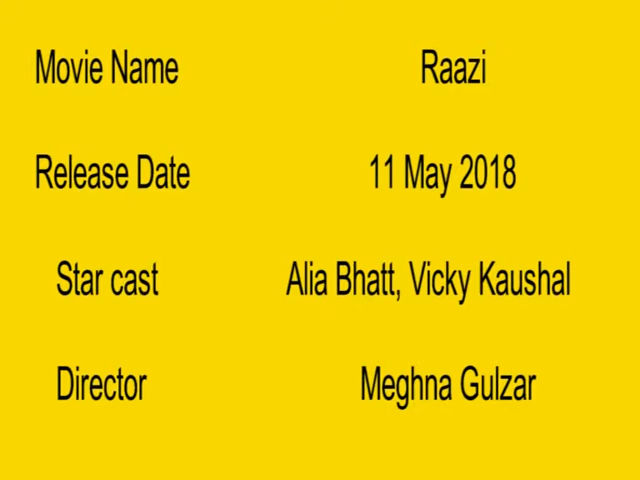 Movie Name Raazi
Release Date 11 May 2018
Star cast Alia Bhatt, Vicky Kaushal
Director Meghna Gulzar